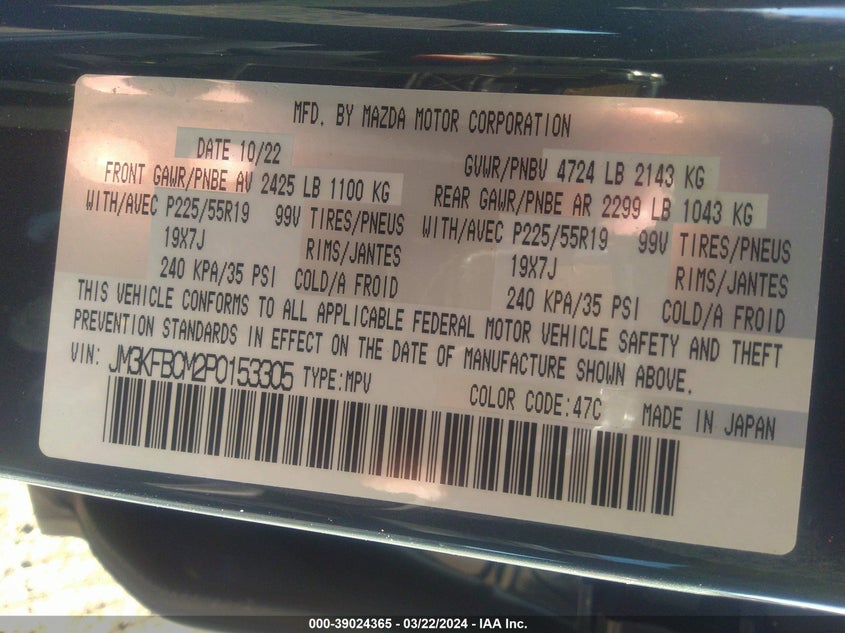 MFD. BY MAZDA MOTOR CORPORATION
DATE 10/22
GVWR/PNBV 4724 LB 2143 KG
FRONT GAWR/PNBE AV 2425 LB 1100 KG
REAR GAWR/PNBE AR 2299 LB 1043 KG
WITH/AVEC P225/55R19 99V TIRES/PNEUS
WITH/AVEC P225/55R19 99V TIRES/PNEUS
19X7J RIMS/JANTES
19X7J RIMS/JANTES
240 KPA/35 PSI COLD/A FROID
240 KPA/35 PSI COLD/A FROID
THIS VEHICLE CONFORMS TO ALL APPLICABLE FEDERAL MOTOR VEHICLE SAFETY AND THEFT
PREVENTION STANDARDS IN EFFECT ON THE DATE OF MANUFACTURE SHOWN ABOVE.
VIN: JM3KFBCM2P0153305 TYPE:MPV
COLOR CODE:47C MADE IN JAPAN
000-39024365 - 03/22/2024 - IAA Inc.